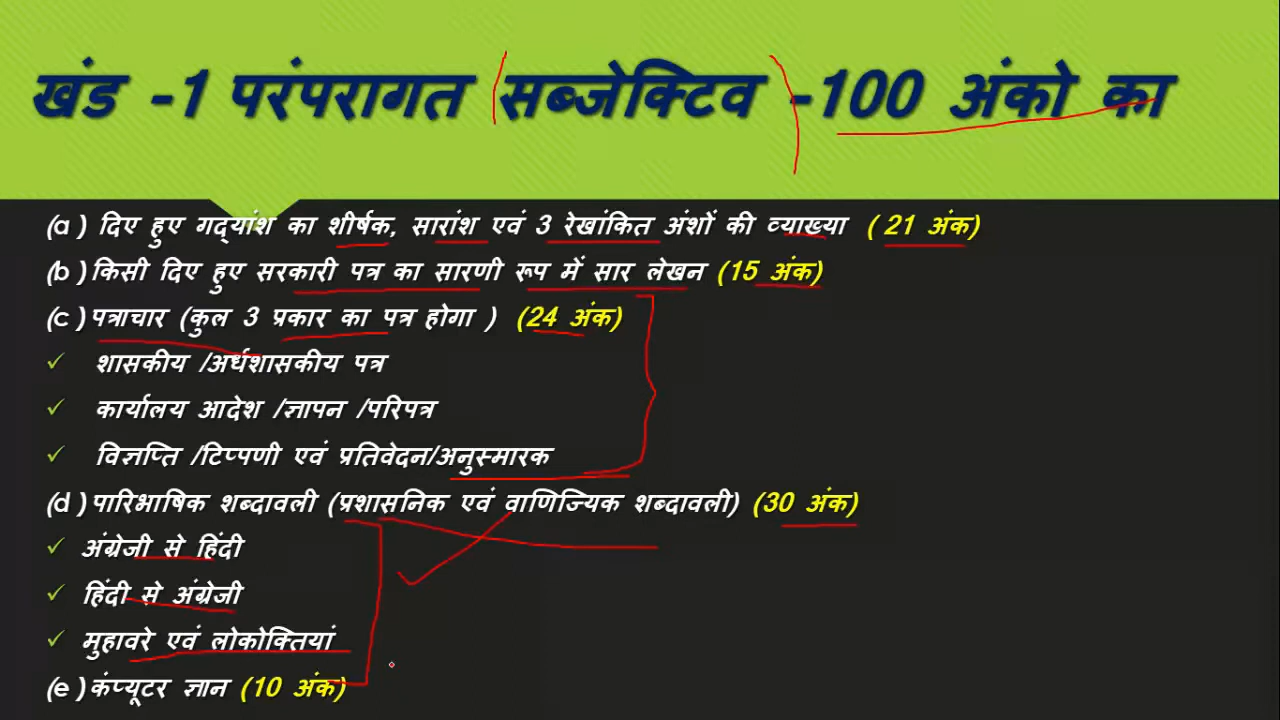 खंड -1 परंपरागत सब्जेक्टिव -100 अंको का
(a) दिए हुए गद्यांश का शीर्षक, सारांश एवं 3 रेखांकित अंशों की व्याख्या (21 अंक)
(b) किसी दिए हुए सरकारी पत्र का सारणी रूप में सार लेखन (15 अंक)
(c) पत्राचार (कुल 3 प्रकार का पत्र होगा ) (24 अंक)
✓ शासकीय /अर्धशासकीय पत्र
✓ कार्यालय आदेश /ज्ञापन /परिपत्र
✓ विज्ञप्ति /टिप्पणी एवं प्रतिवेदन/अनुस्मारक
(d) पारिभाषिक शब्दावली (प्रशासनिक एवं वाणिज्यिक शब्दावली) (30 अंक)
✓ अंग्रेजी से हिंदी
✓ हिंदी से अंग्रेजी
✓ मुहावरे एवं लोकोक्तियां
(e) कंप्यूटर ज्ञान (10 अंक)